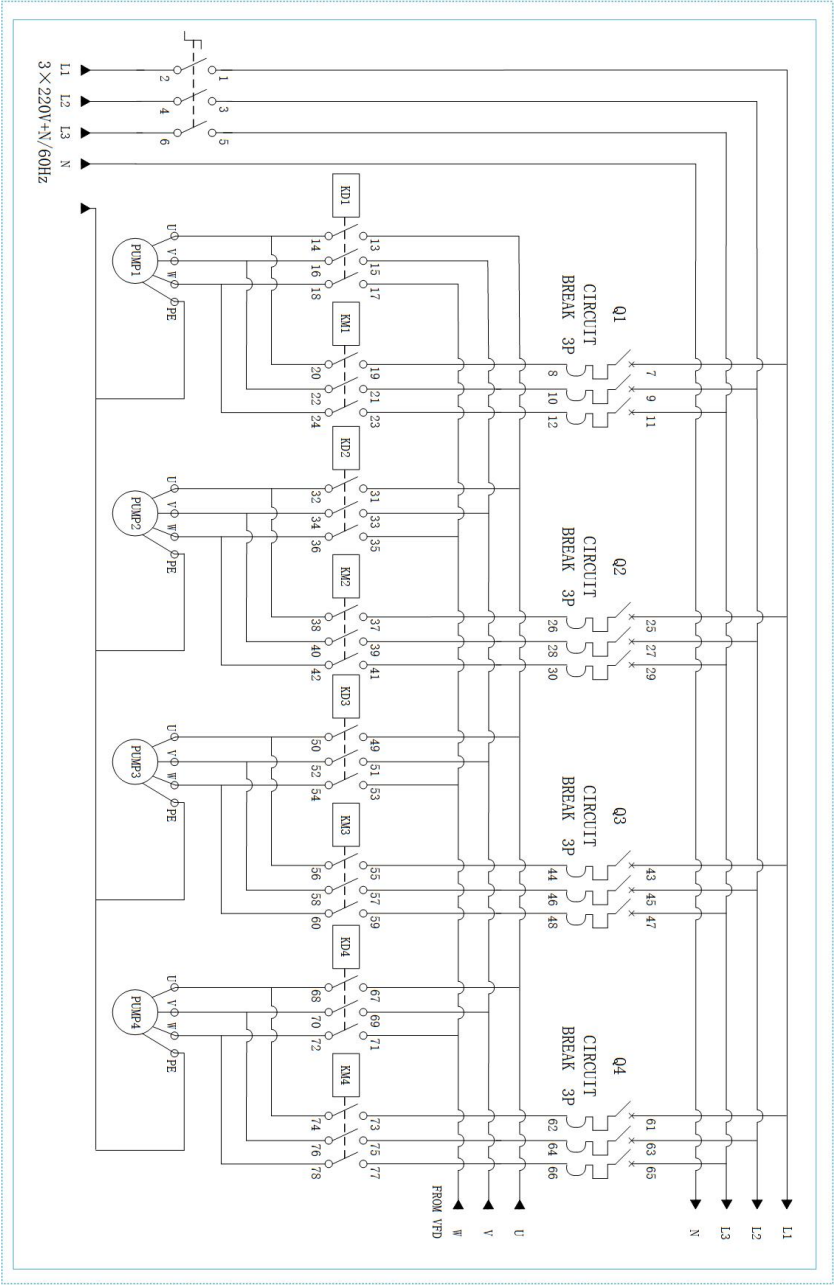 L1
L2
L3
N
7 9 11 25 27 29 43 45 47 61 63 65
Q1 Q2 Q3 Q4
CIRCUIT CIRCUIT CIRCUIT CIRCUIT
BREAK 3P BREAK 3P BREAK 3P BREAK 3P
8 10 12 26 28 30 44 46 48 62 64 66
U
V
W
FROM VFD
13 15 17 19 21 23 31 33 35 37 39 41 49 51 53 55 57 59 67 69 71 73 75 77
KD1 KM1 KD2 KM2 KD3 KM3 KD4 KM4
14 16 18 20 22 24 32 34 36 38 40 42 50 52 54 56 58 60 68 70 72 74 76 78
1 3 5
2 4 6
U V W PE U V W PE U V W PE U V W PE
PUMP1 PUMP2 PUMP3 PUMP4
L1 L2 L3 N
3×220V+N/60Hz